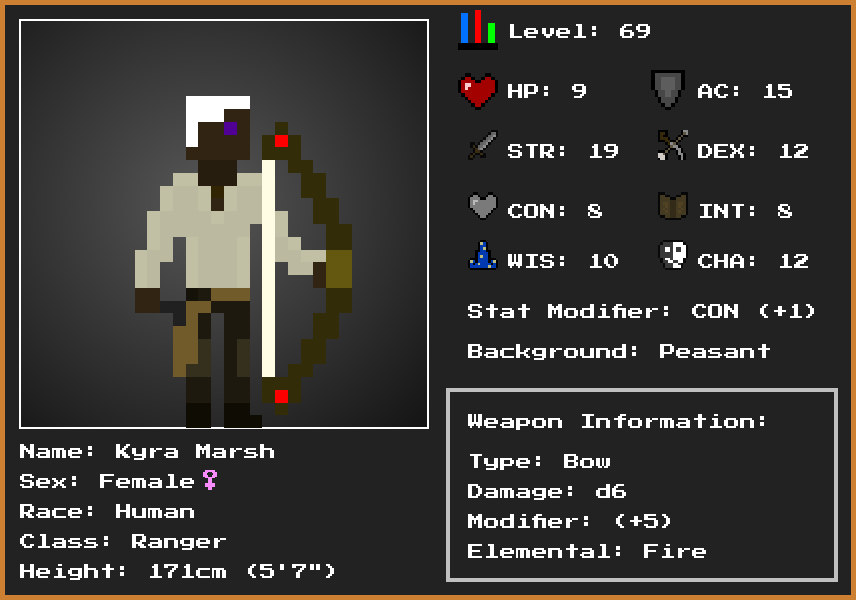 Level: 69
HP: 9
AC: 15
STR: 19
DEX: 12
CON: 8
INT: 8
WIS: 10
CHA: 12
Stat Modifier: CON (+1)
Background: Peasant
Weapon Information:
Type: Bow
Damage: d6
Modifier: (+5)
Elemental: Fire
Name: Kyra Marsh
Sex: Female♀
Race: Human
Class: Ranger
Height: 171cm (5'7")